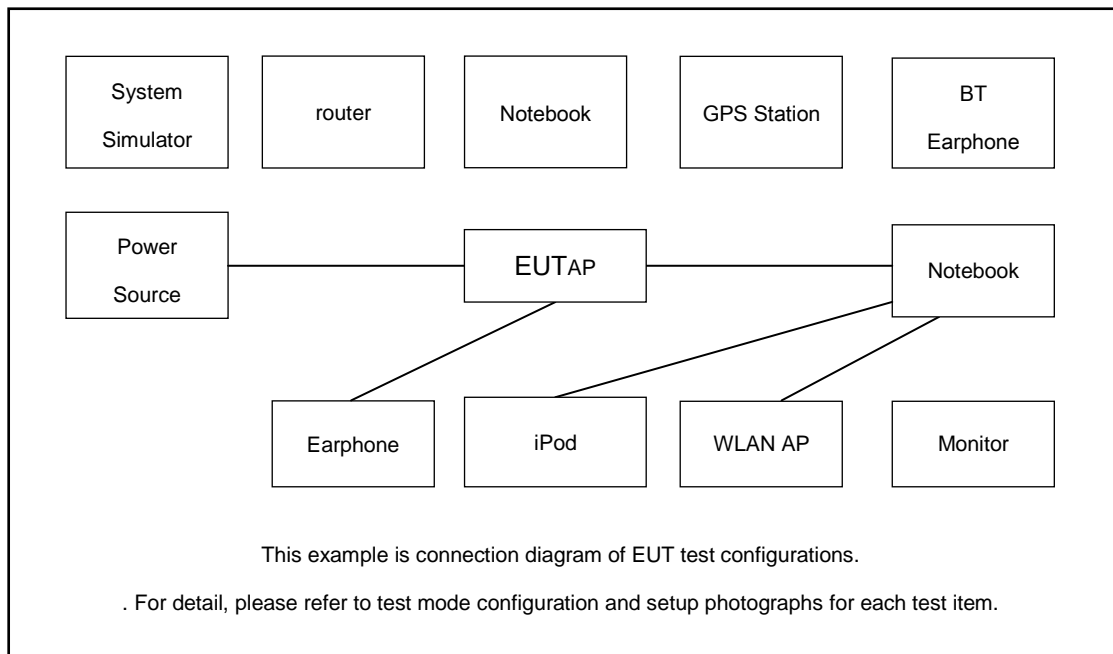 System
Simulator
router
Notebook
GPS Station
BT
Earphone
Power
Source
EUTAP
Notebook
Earphone
iPod
WLAN AP
Monitor
This example is connection diagram of EUT test configurations.
. For detail, please refer to test mode configuration and setup photographs for each test item.